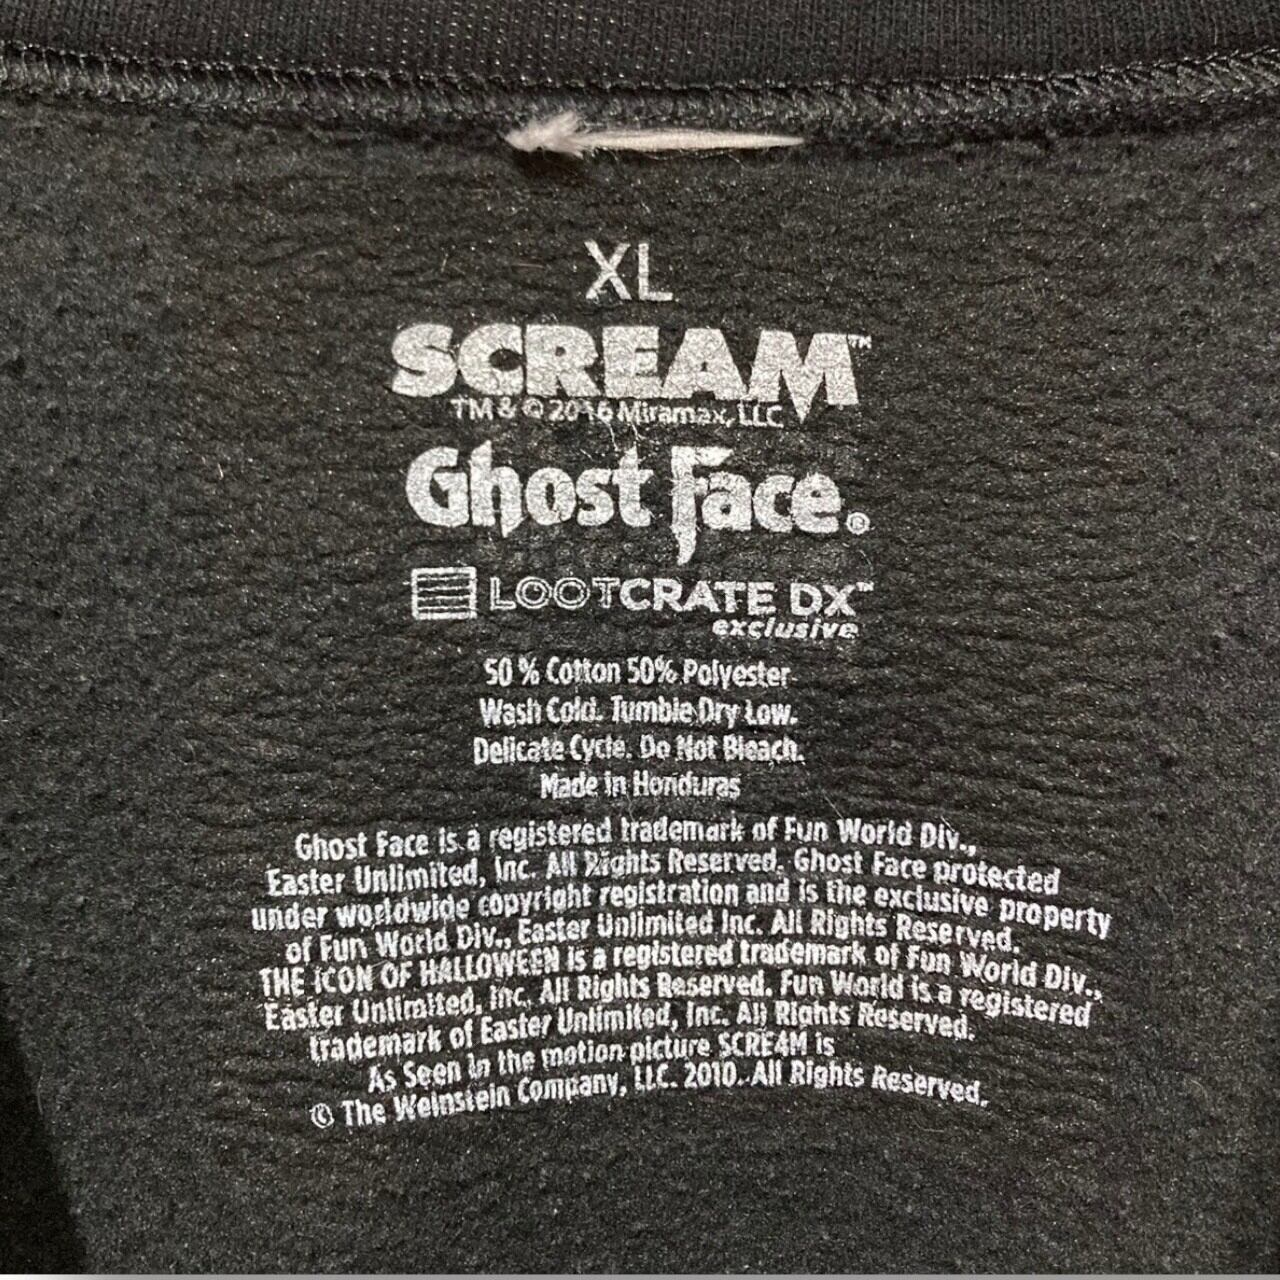 XL
SCREAM™
TM & © 2016 Miramax, LLC
Ghost Face®
LOOTCRATE DX™
exclusive
50 % Cotton 50% Polyester
Wash Cold. Tumble Dry Low.
Delicate Cycle. Do Not Bleach.
Made in Honduras
Ghost Face is a registered trademark of Fun World Div.,
Easter Unlimited, Inc. All Rights Reserved. Ghost Face protected
under worldwide copyright registration and is the exclusive property
of Fun World Div., Easter Unlimited Inc. All Rights Reserved.
THE ICON OF HALLOWEEN is a registered trademark of Fun World Div.,
Easter Unlimited, Inc. All Rights Reserved. Fun World is a registered
trademark of Easter Unlimited, Inc. All Rights Reserved.
As Seen in the motion picture SCRE4M is
© The Weinstein Company, LLC. 2010. All Rights Reserved.